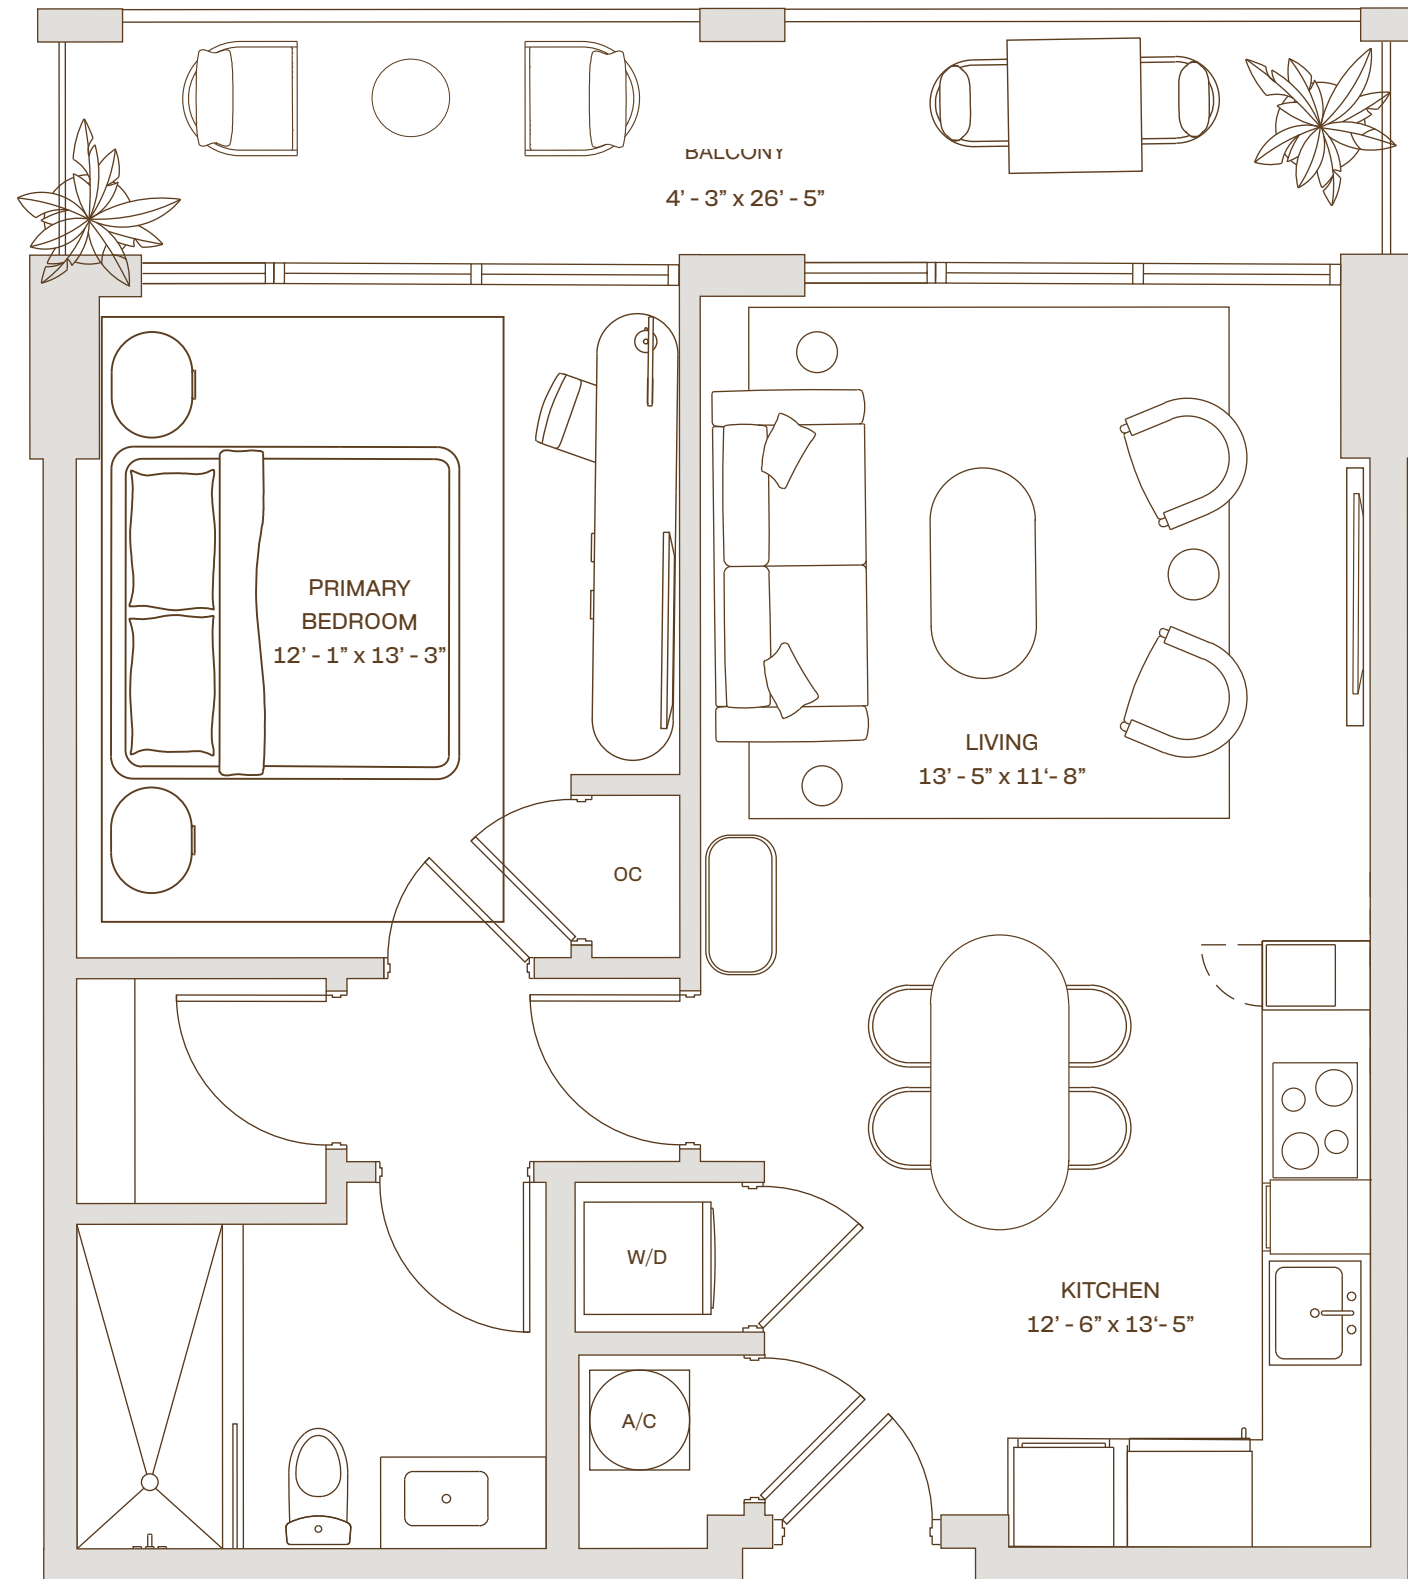 BALCONY
4’ - 3” x 26’ - 5”
PRIMARY
BEDROOM
12’ - 1” x 13’ - 3”
LIVING
13’ - 5” x 11‘- 8”
OC
W/D
KITCHEN
12’ - 6” x 13‘- 5”
A/C